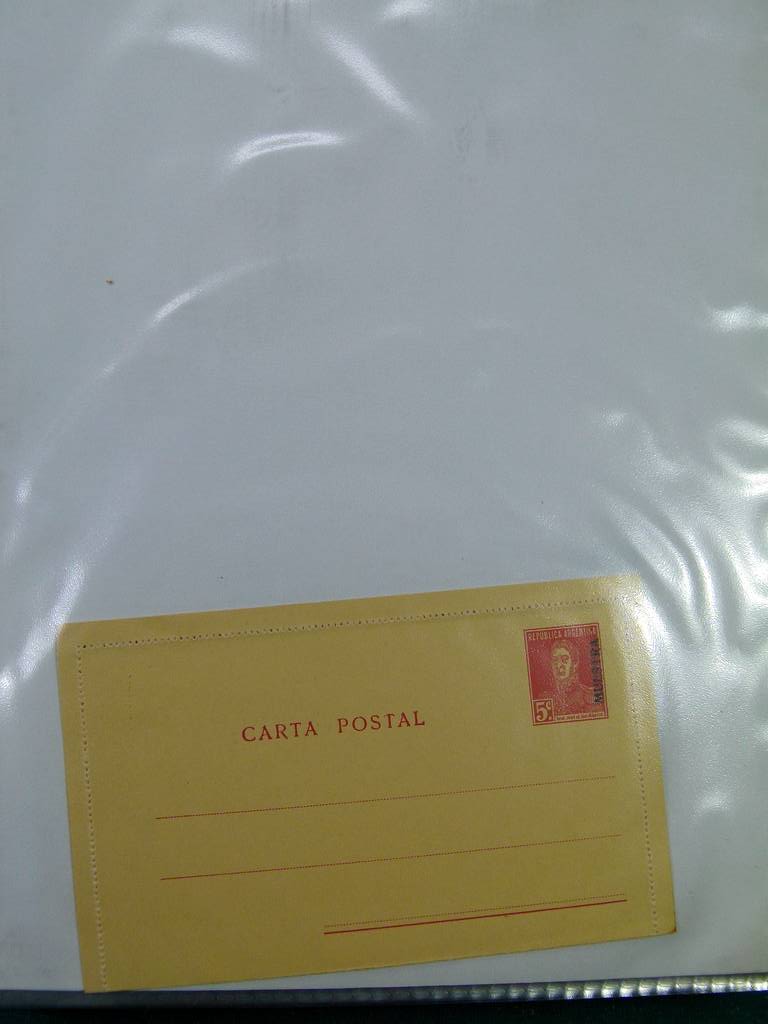 REPUBLICA ARGENTINA
MUESTRA
5c
CARTA POSTAL